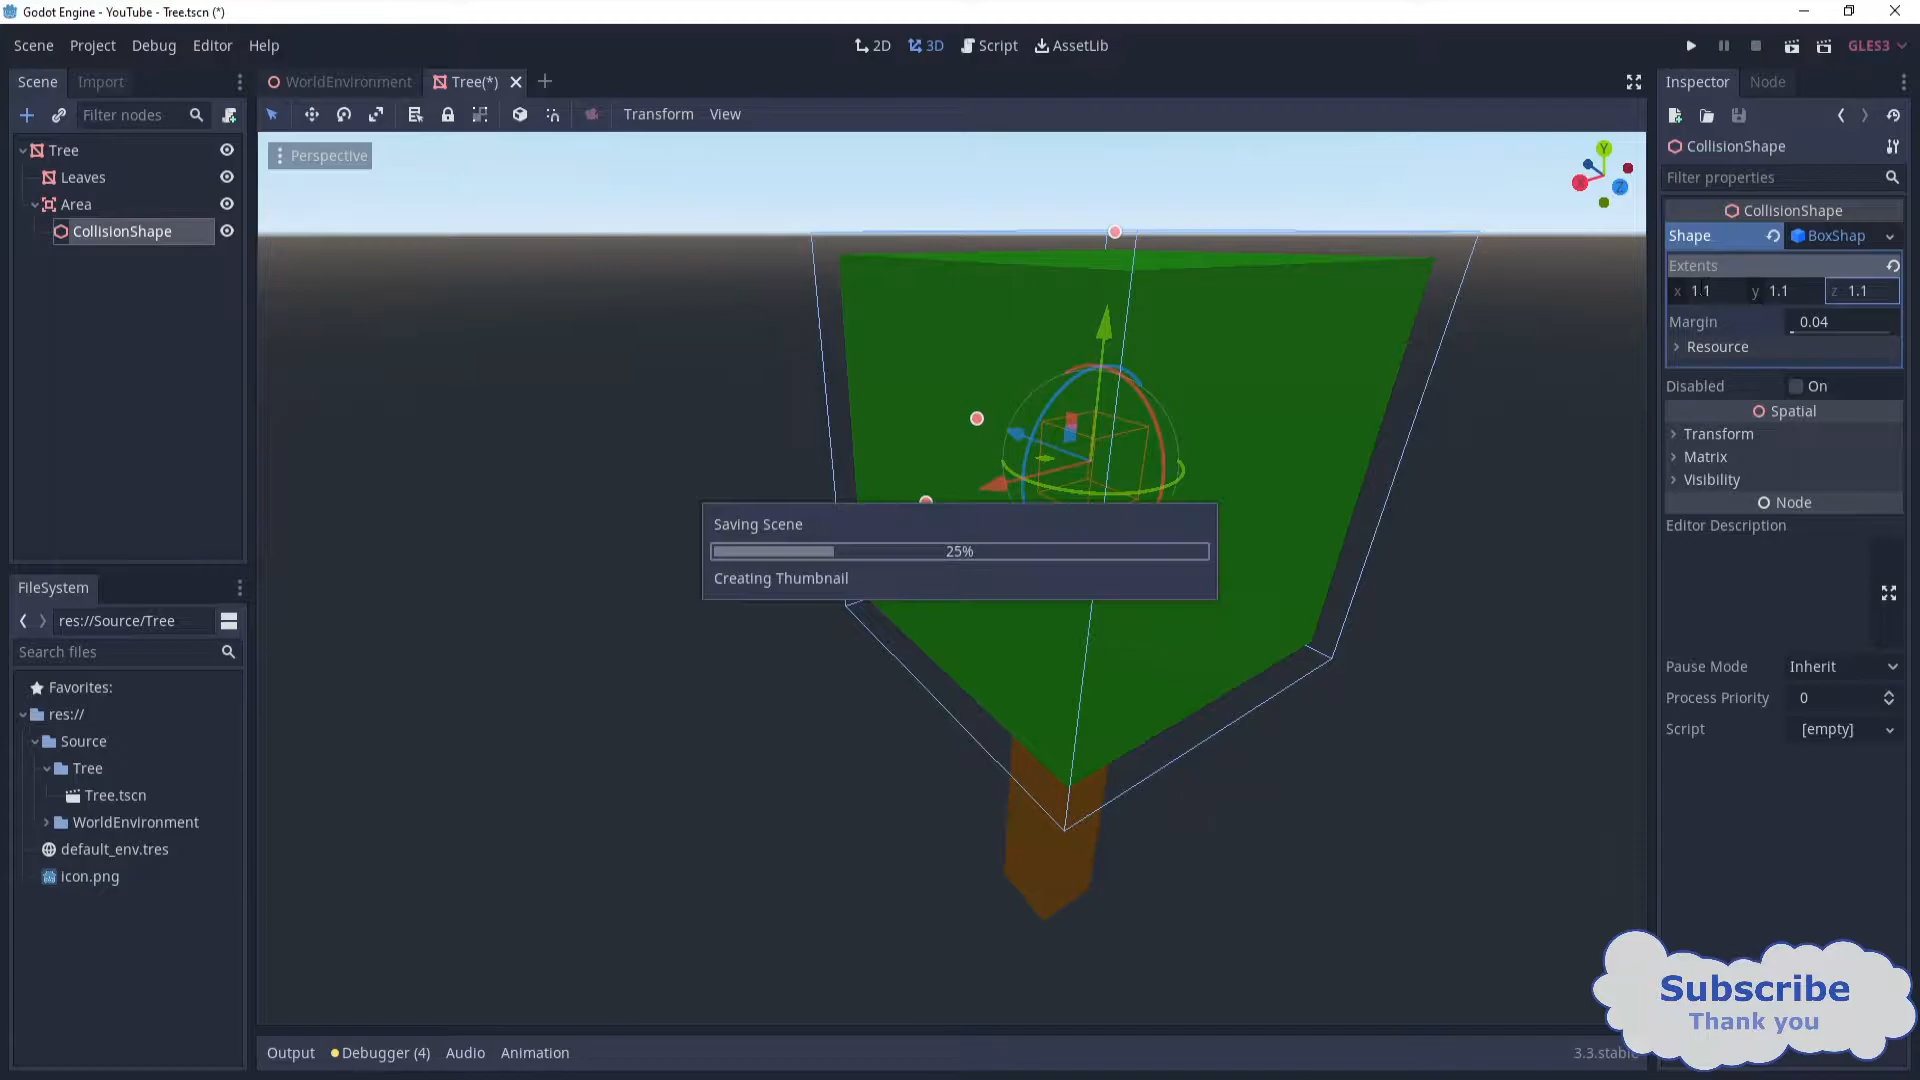 Godot Engine - YouTube - Tree.tscn (*)
Scene Project Debug Editor Help
2D 3D Script AssetLib
GLES3
Scene Import
WorldEnvironment Tree(*)
Inspector Node
Filter nodes
Transform View
Tree
Leaves
Area
CollisionShape
Perspective
Y
X
Z
CollisionShape
Filter properties
CollisionShape
Shape BoxShap
Extents
x 1.1 y 1.1 z 1.1
Margin 0.04
Resource
Disabled On
Spatial
Transform
Matrix
Visibility
Node
Editor Description
Pause Mode Inherit
Process Priority 0
Script [empty]
Saving Scene
25%
Creating Thumbnail
FileSystem
res://Source/Tree
Search files
Favorites:
res://
Source
Tree
Tree.tscn
WorldEnvironment
default_env.tres
icon.png
Output Debugger (4) Audio Animation
3.3.stable
Subscribe
Thank you